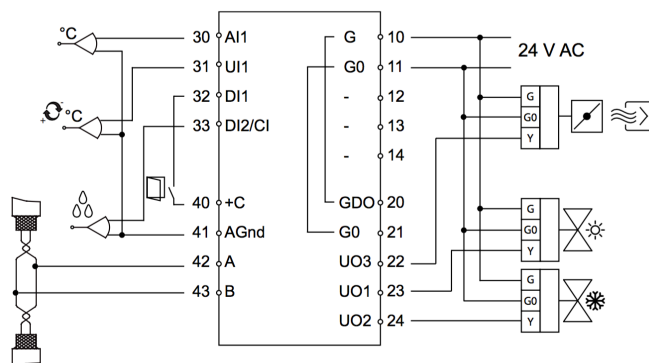 °C
30 AI1
G 10
24 V AC
31 UI1
G0 11
32 DI1
- 12
G
+ - °C
33 DI2/CI
- 13
G0
- 14
Y
40 +C
GDO 20
G
41 AGnd
G0 21
G0
42 A
UO3 22
Y
43 B
UO1 23
G
G0
UO2 24
Y